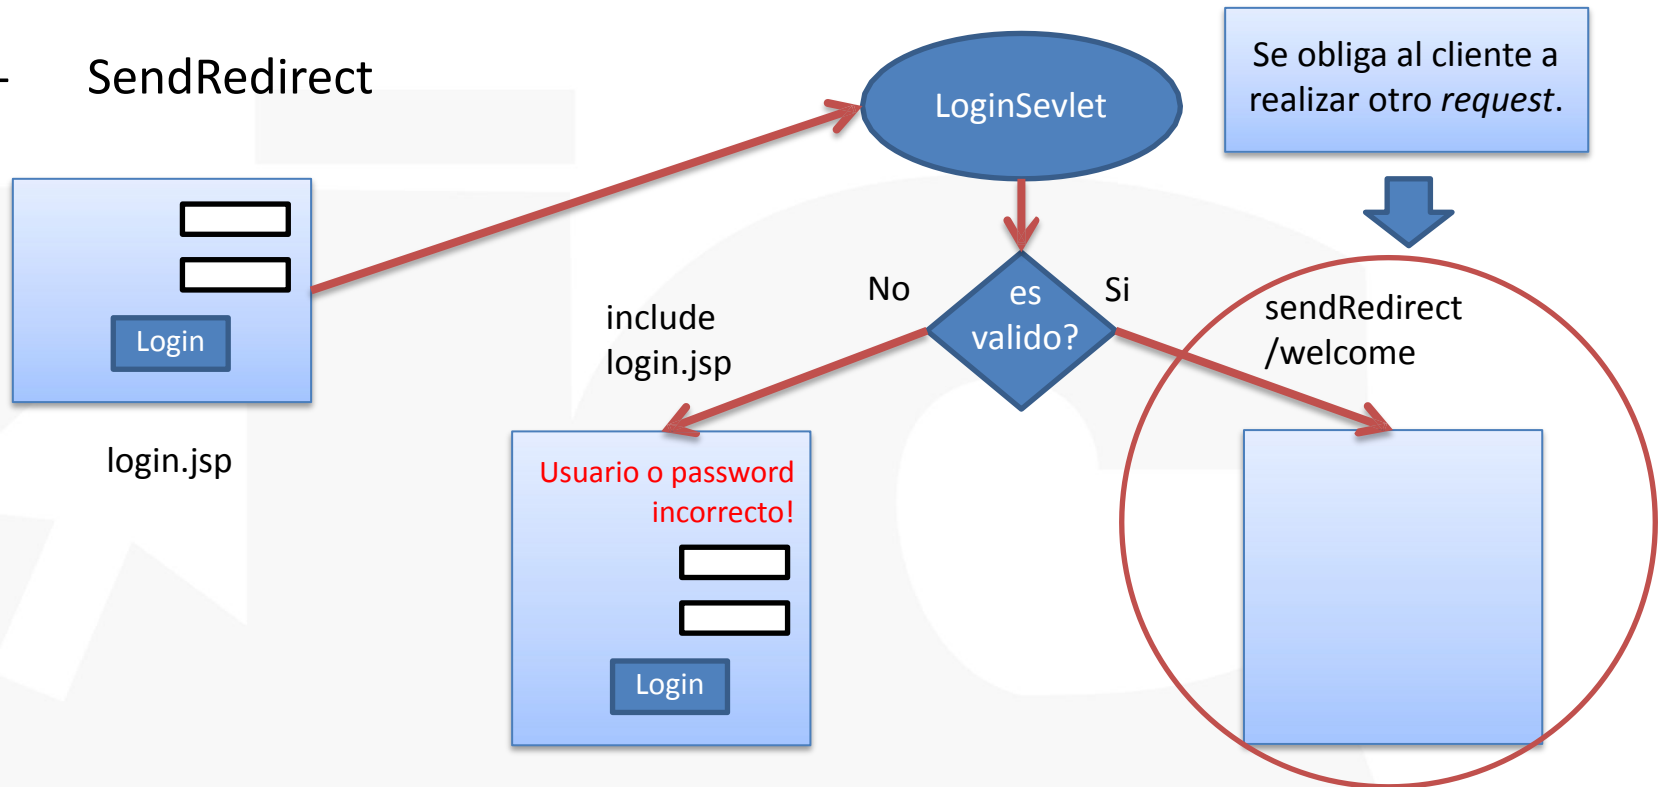 - SendRedirect
LoginSevlet
Se obliga al cliente a
realizar otro request.
Login
login.jsp
No
es
valido?
Si
include
login.jsp
sendRedirect
/welcome
Usuario o password
incorrecto!
Login